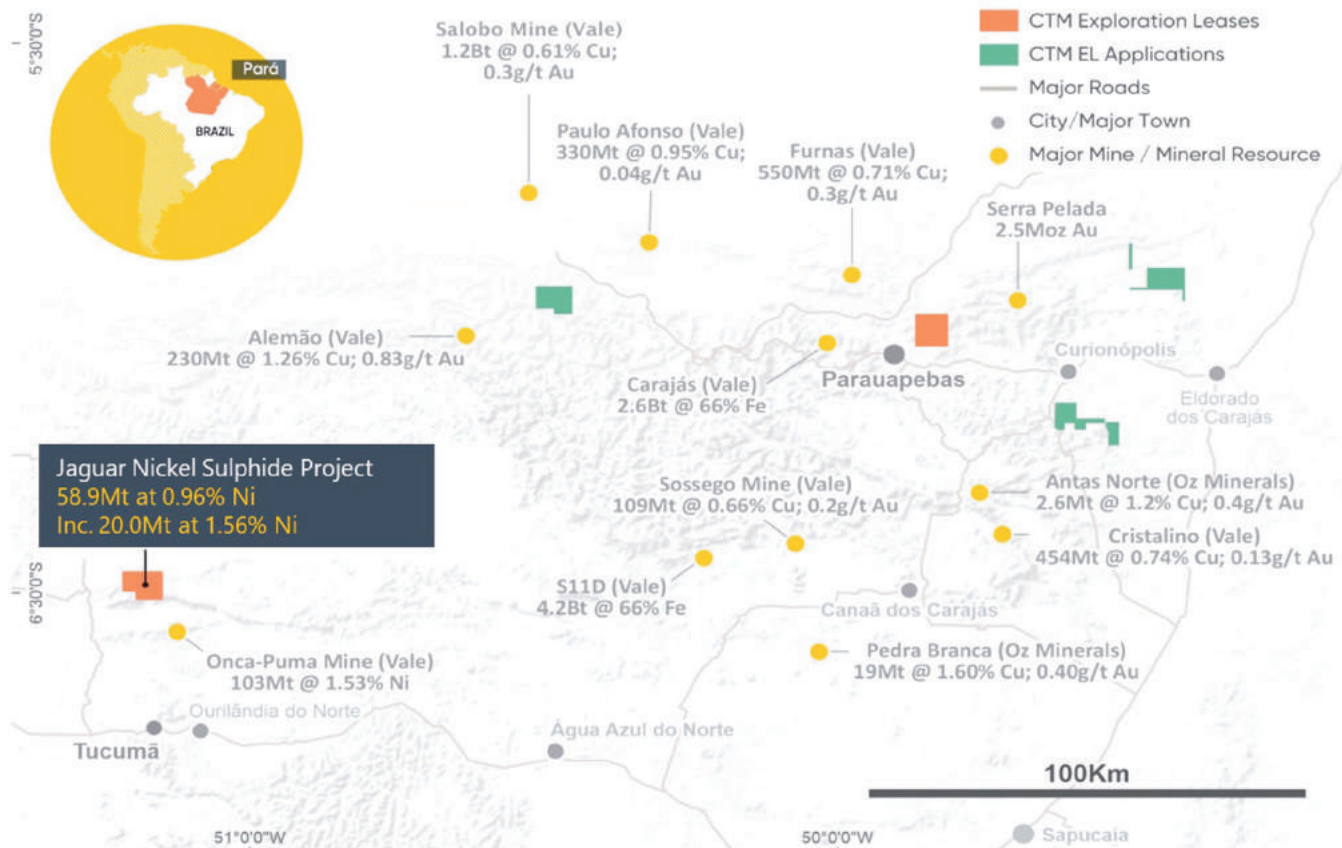 5°30'0"S
Pará
BRAZIL
Salobo Mine (Vale)
1.2Bt @ 0.61% Cu;
0.3g/t Au
Paulo Afonso (Vale)
330Mt @ 0.95% Cu;
0.04g/t Au
Furnas (Vale)
550Mt @ 0.71% Cu;
0.3g/t Au
Serra Pelada
2.5Moz Au
CTM Exploration Leases
CTM EL Applications
Major Roads
City/Major Town
Major Mine / Mineral Resource
Alemão (Vale)
230Mt @ 1.26% Cu; 0.83g/t Au
Carajás (Vale)
2.6Bt @ 66% Fe
Parauapebas
Curionópolis
Eldorado
dos Carajás
Jaguar Nickel Sulphide Project
58.9Mt at 0.96% Ni
Inc. 20.0Mt at 1.56% Ni
Sossego Mine (Vale)
109Mt @ 0.66% Cu; 0.2g/t Au
Antas Norte (Oz Minerals)
2.6Mt @ 1.2% Cu; 0.4g/t Au
Cristalino (Vale)
454Mt @ 0.74% Cu; 0.13g/t Au
6°30'0"S
S11D (Vale)
4.2Bt @ 66% Fe
Canaã dos Carajás
Onca-Puma Mine (Vale)
103Mt @ 1.53% Ni
Pedra Branca (Oz Minerals)
19Mt @ 1.60% Cu; 0.40g/t Au
Ourilândia do Norte
Tucumã
Água Azul do Norte
100Km
51°0'0"W
50°0'0"W
Sapucaia